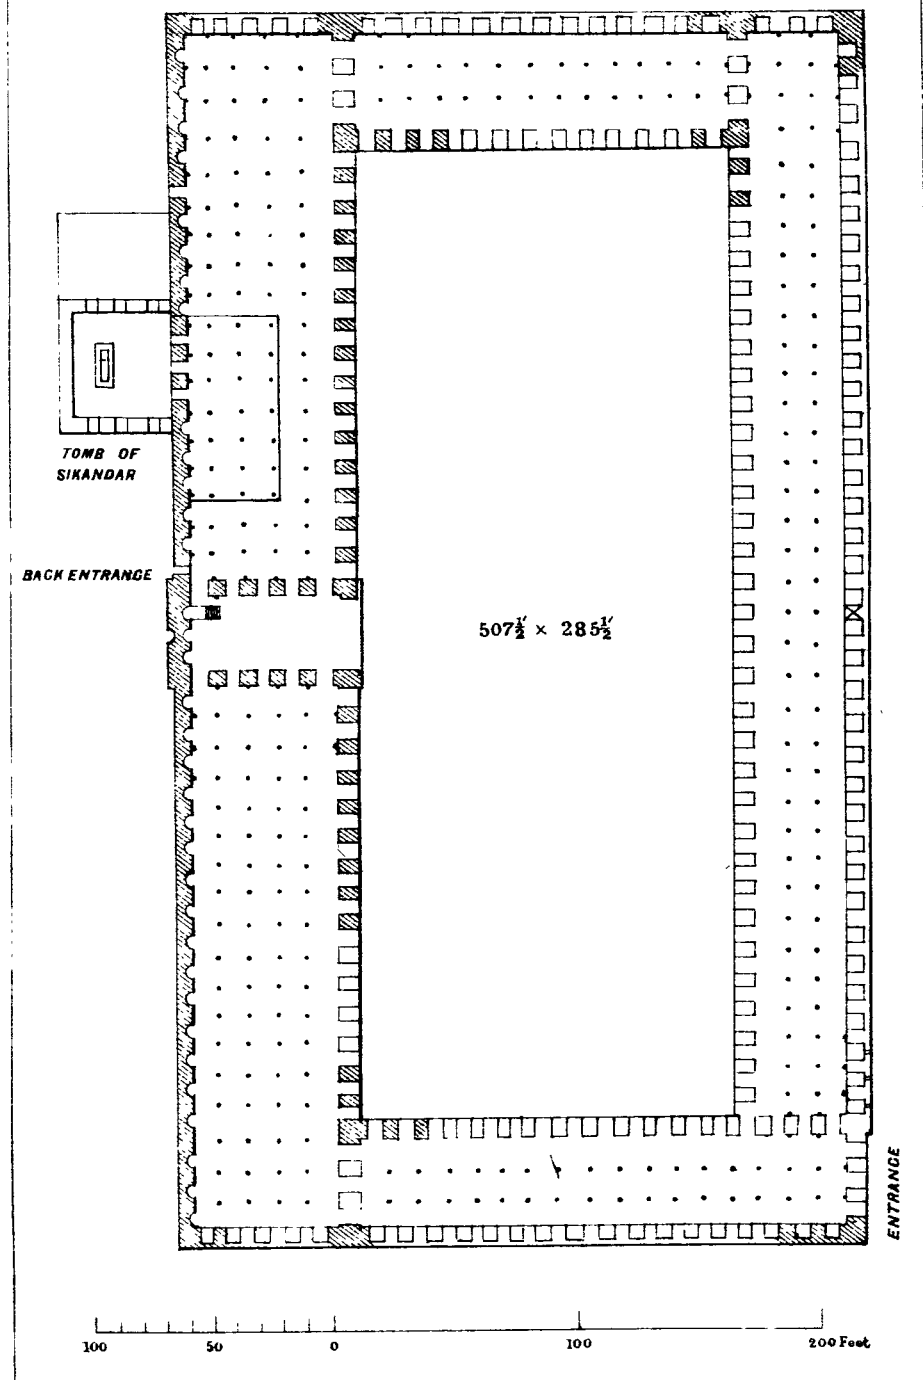 TOMB OF
SIKANDAR
BACK ENTRANCE
507½' × 285½'
ENTRANCE
100 50 0 100 200 Feet